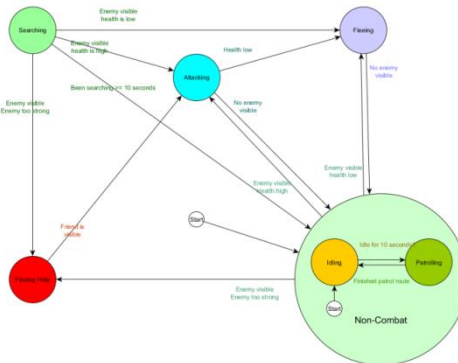 Enemy visible
health is low
Searching
Fleeing
Enemy visible
health is high
Health low
Attacking
No enemy
visible
Been searching >= 10 seconds
Enemy visible
Enemy too strong
No enemy
visible
Enemy visible
health low
Enemy visible
Health high
Start
Friend is
visible
Idle for 10 seconds
Idling
Patrolling
Finding Help
Finished patrol route
Enemy visible
Enemy too strong
Start
Non-Combat